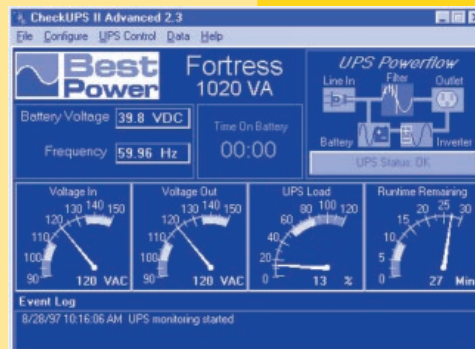 CheckUPS II Advanced 2.3
File Configure UPS Control Data Help
Best Power
Fortress
1020 VA
UPS Powerflow
Line In Filter Outlet
Battery Inverter
UPS Status: OK
Battery Voltage 39.8 VDC
Frequency 59.96 Hz
Time On Battery
00:00
Voltage In
90 100 110 120 130 140 150
120 VAC
Voltage Out
90 100 110 120 130 140 150
120 VAC
UPS Load
0 20 40 60 80 100 120
13 %
Runtime Remaining
0 5 10 15 20 25 30
27 Min
Event Log
8/28/97 10:16:06 AM UPS monitoring started